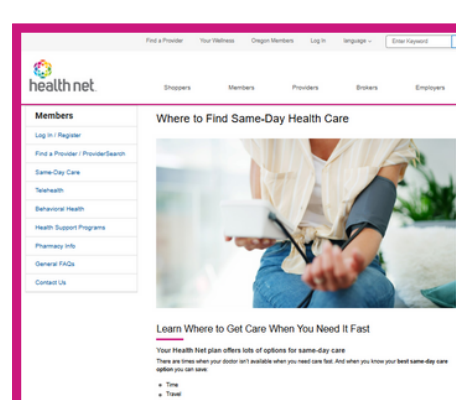 Find a Provider Your Wellness Oregon Members Log In language Enter Keyword
health net
Shoppers Members Providers Brokers Employers
Members
Log In / Register
Find a Provider / ProviderSearch
Same-Day Care
Telehealth
Behavioral Health
Health Support Programs
Pharmacy Info
General FAQs
Contact Us
Where to Find Same-Day Health Care
Learn Where to Get Care When You Need It Fast
Your Health Net plan offers lots of options for same-day care
There are times when your doctor isn't available when you need care fast. And when you know your best same-day care
option you can save:
Time
Travel